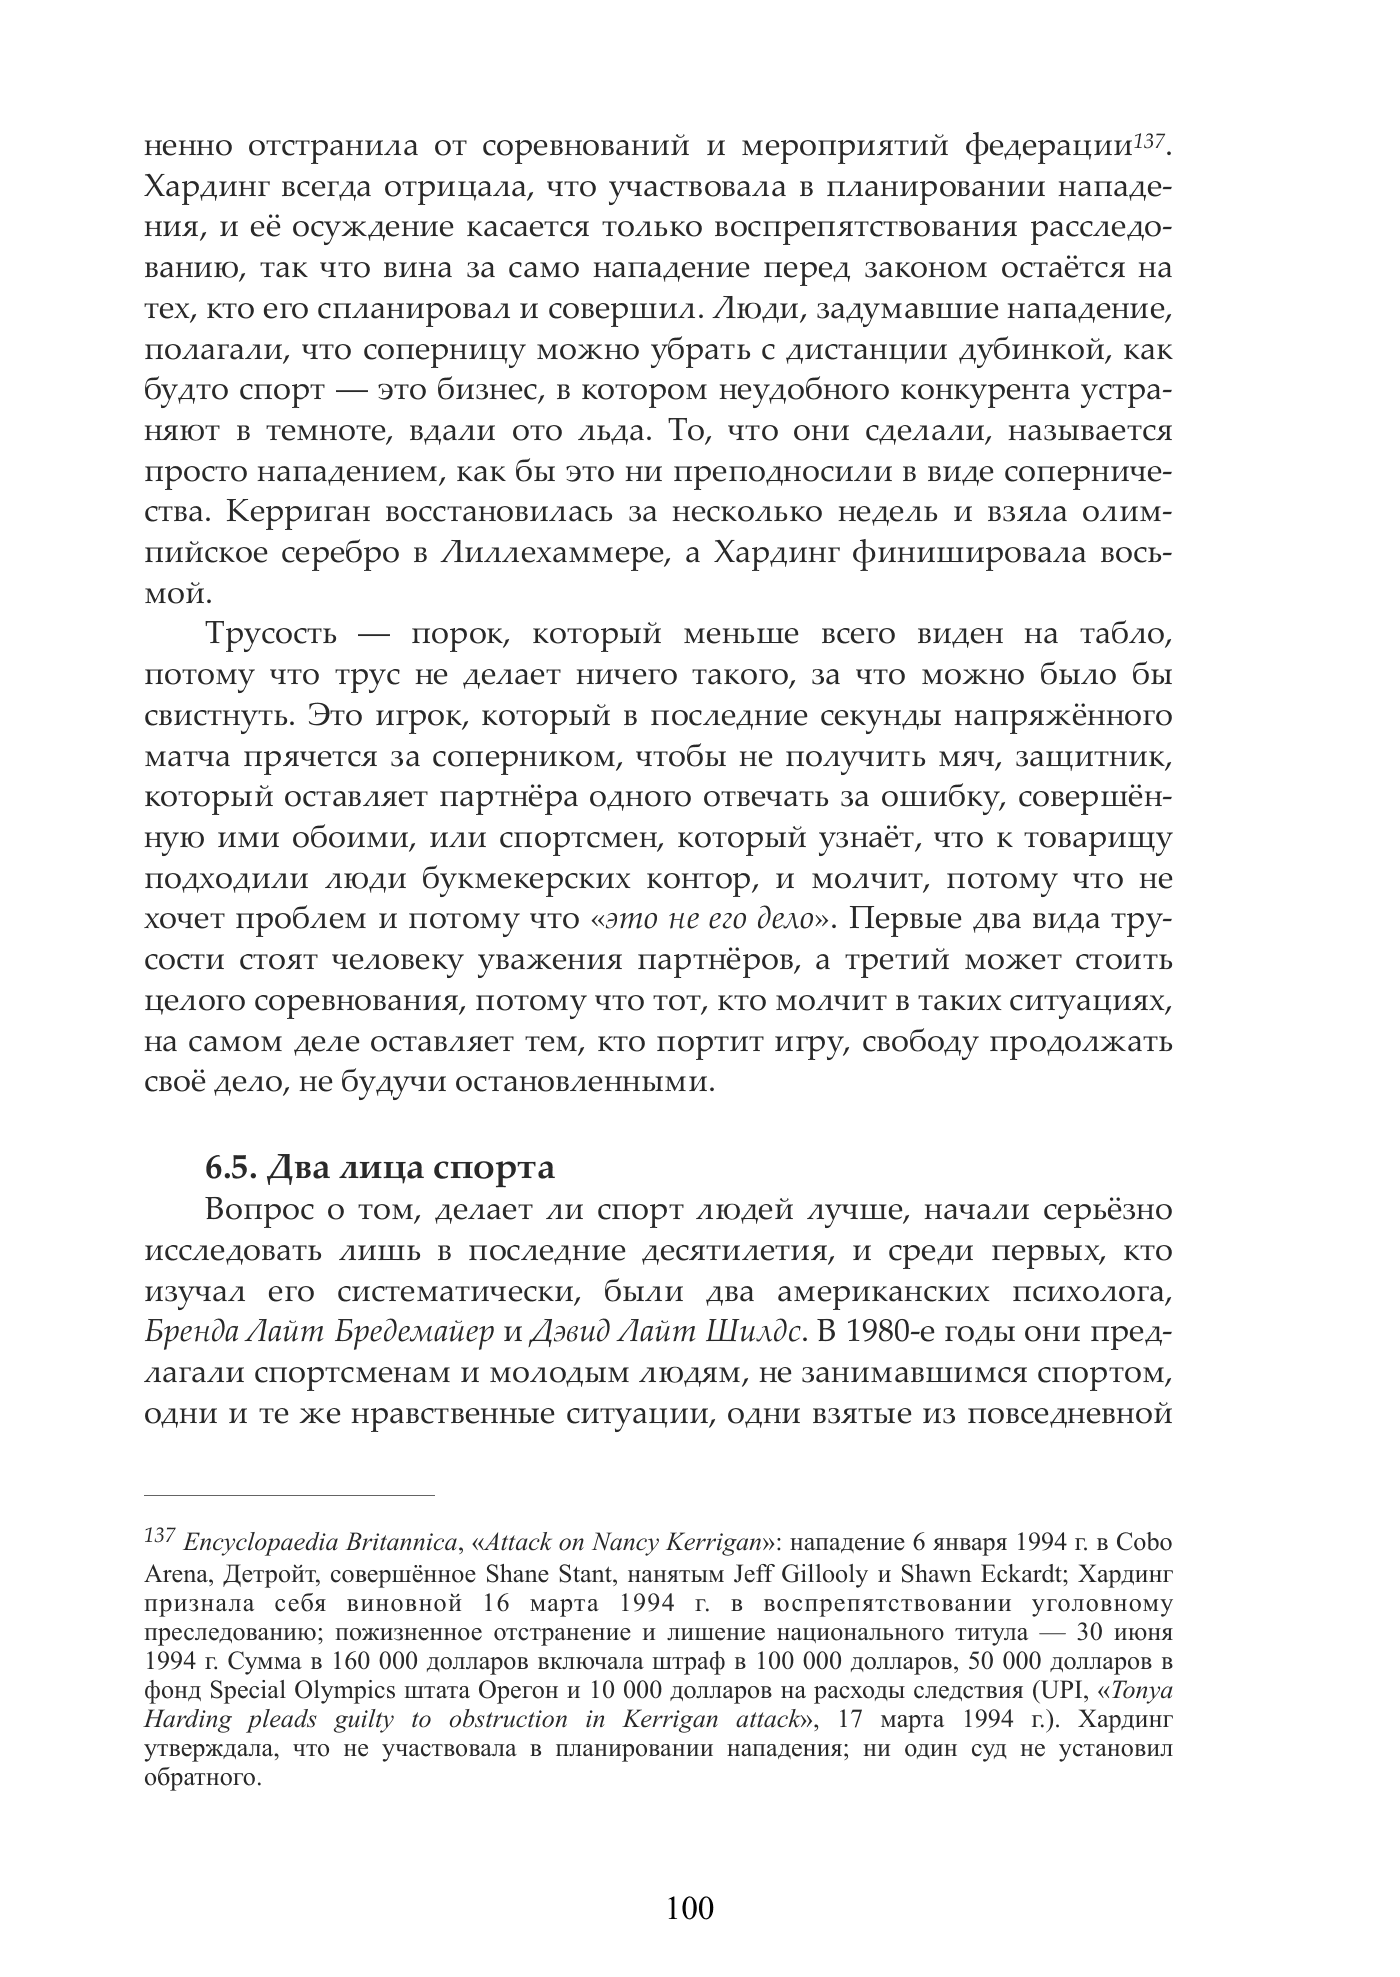 ненно отстранила от соревнований и мероприятий федерации137.
Хардинг всегда отрицала, что участвовала в планировании нападе-
ния, и её осуждение касается только воспрепятствования расследо-
ванию, так что вина за само нападение перед законом остаётся на
тех, кто его спланировал и совершил. Люди, задумавшие нападение,
полагали, что соперницу можно убрать с дистанции дубинкой, как
будто спорт — это бизнес, в котором неудобного конкурента устра-
няют в темноте, вдали ото льда. То, что они сделали, называется
просто нападением, как бы это ни преподносили в виде соперниче-
ства. Керриган восстановилась за несколько недель и взяла олим-
пийское серебро в Лиллехаммере, а Хардинг финишировала вось-
мой.
Трусость — порок, который меньше всего виден на табло,
потому что трус не делает ничего такого, за что можно было бы
свистнуть. Это игрок, который в последние секунды напряжённого
матча прячется за соперником, чтобы не получить мяч, защитник,
который оставляет партнёра одного отвечать за ошибку, совершён-
ную ими обоими, или спортсмен, который узнаёт, что к товарищу
подходили люди букмекерских контор, и молчит, потому что не
хочет проблем и потому что «это не его дело». Первые два вида тру-
сости стоят человеку уважения партнёров, а третий может стоить
целого соревнования, потому что тот, кто молчит в таких ситуациях,
на самом деле оставляет тем, кто портит игру, свободу продолжать
своё дело, не будучи остановленными.
6.5. Два лица спорта
Вопрос о том, делает ли спорт людей лучше, начали серьёзно
исследовать лишь в последние десятилетия, и среди первых, кто
изучал его систематически, были два американских психолога,
Бренда Лайт Бредемайер и Дэвид Лайт Шилдс. В 1980-е годы они пред-
лагали спортсменам и молодым людям, не занимавшимся спортом,
одни и те же нравственные ситуации, одни взятые из повседневной
137 Encyclopaedia Britannica, «Attack on Nancy Kerrigan»: нападение 6 января 1994 г. в Cobo
Arena, Детройт, совершённое Shane Stant, нанятым Jeff Gillooly и Shawn Eckardt; Хардинг
признала себя виновной 16 марта 1994 г. в воспрепятствовании уголовному
преследованию; пожизненное отстранение и лишение национального титула — 30 июня
1994 г. Сумма в 160 000 долларов включала штраф в 100 000 долларов, 50 000 долларов в
фонд Special Olympics штата Орегон и 10 000 долларов на расходы следствия (UPI, «Tonya
Harding pleads guilty to obstruction in Kerrigan attack», 17 марта 1994 г.). Хардинг
утверждала, что не участвовала в планировании нападения; ни один суд не установил
обратного.
100